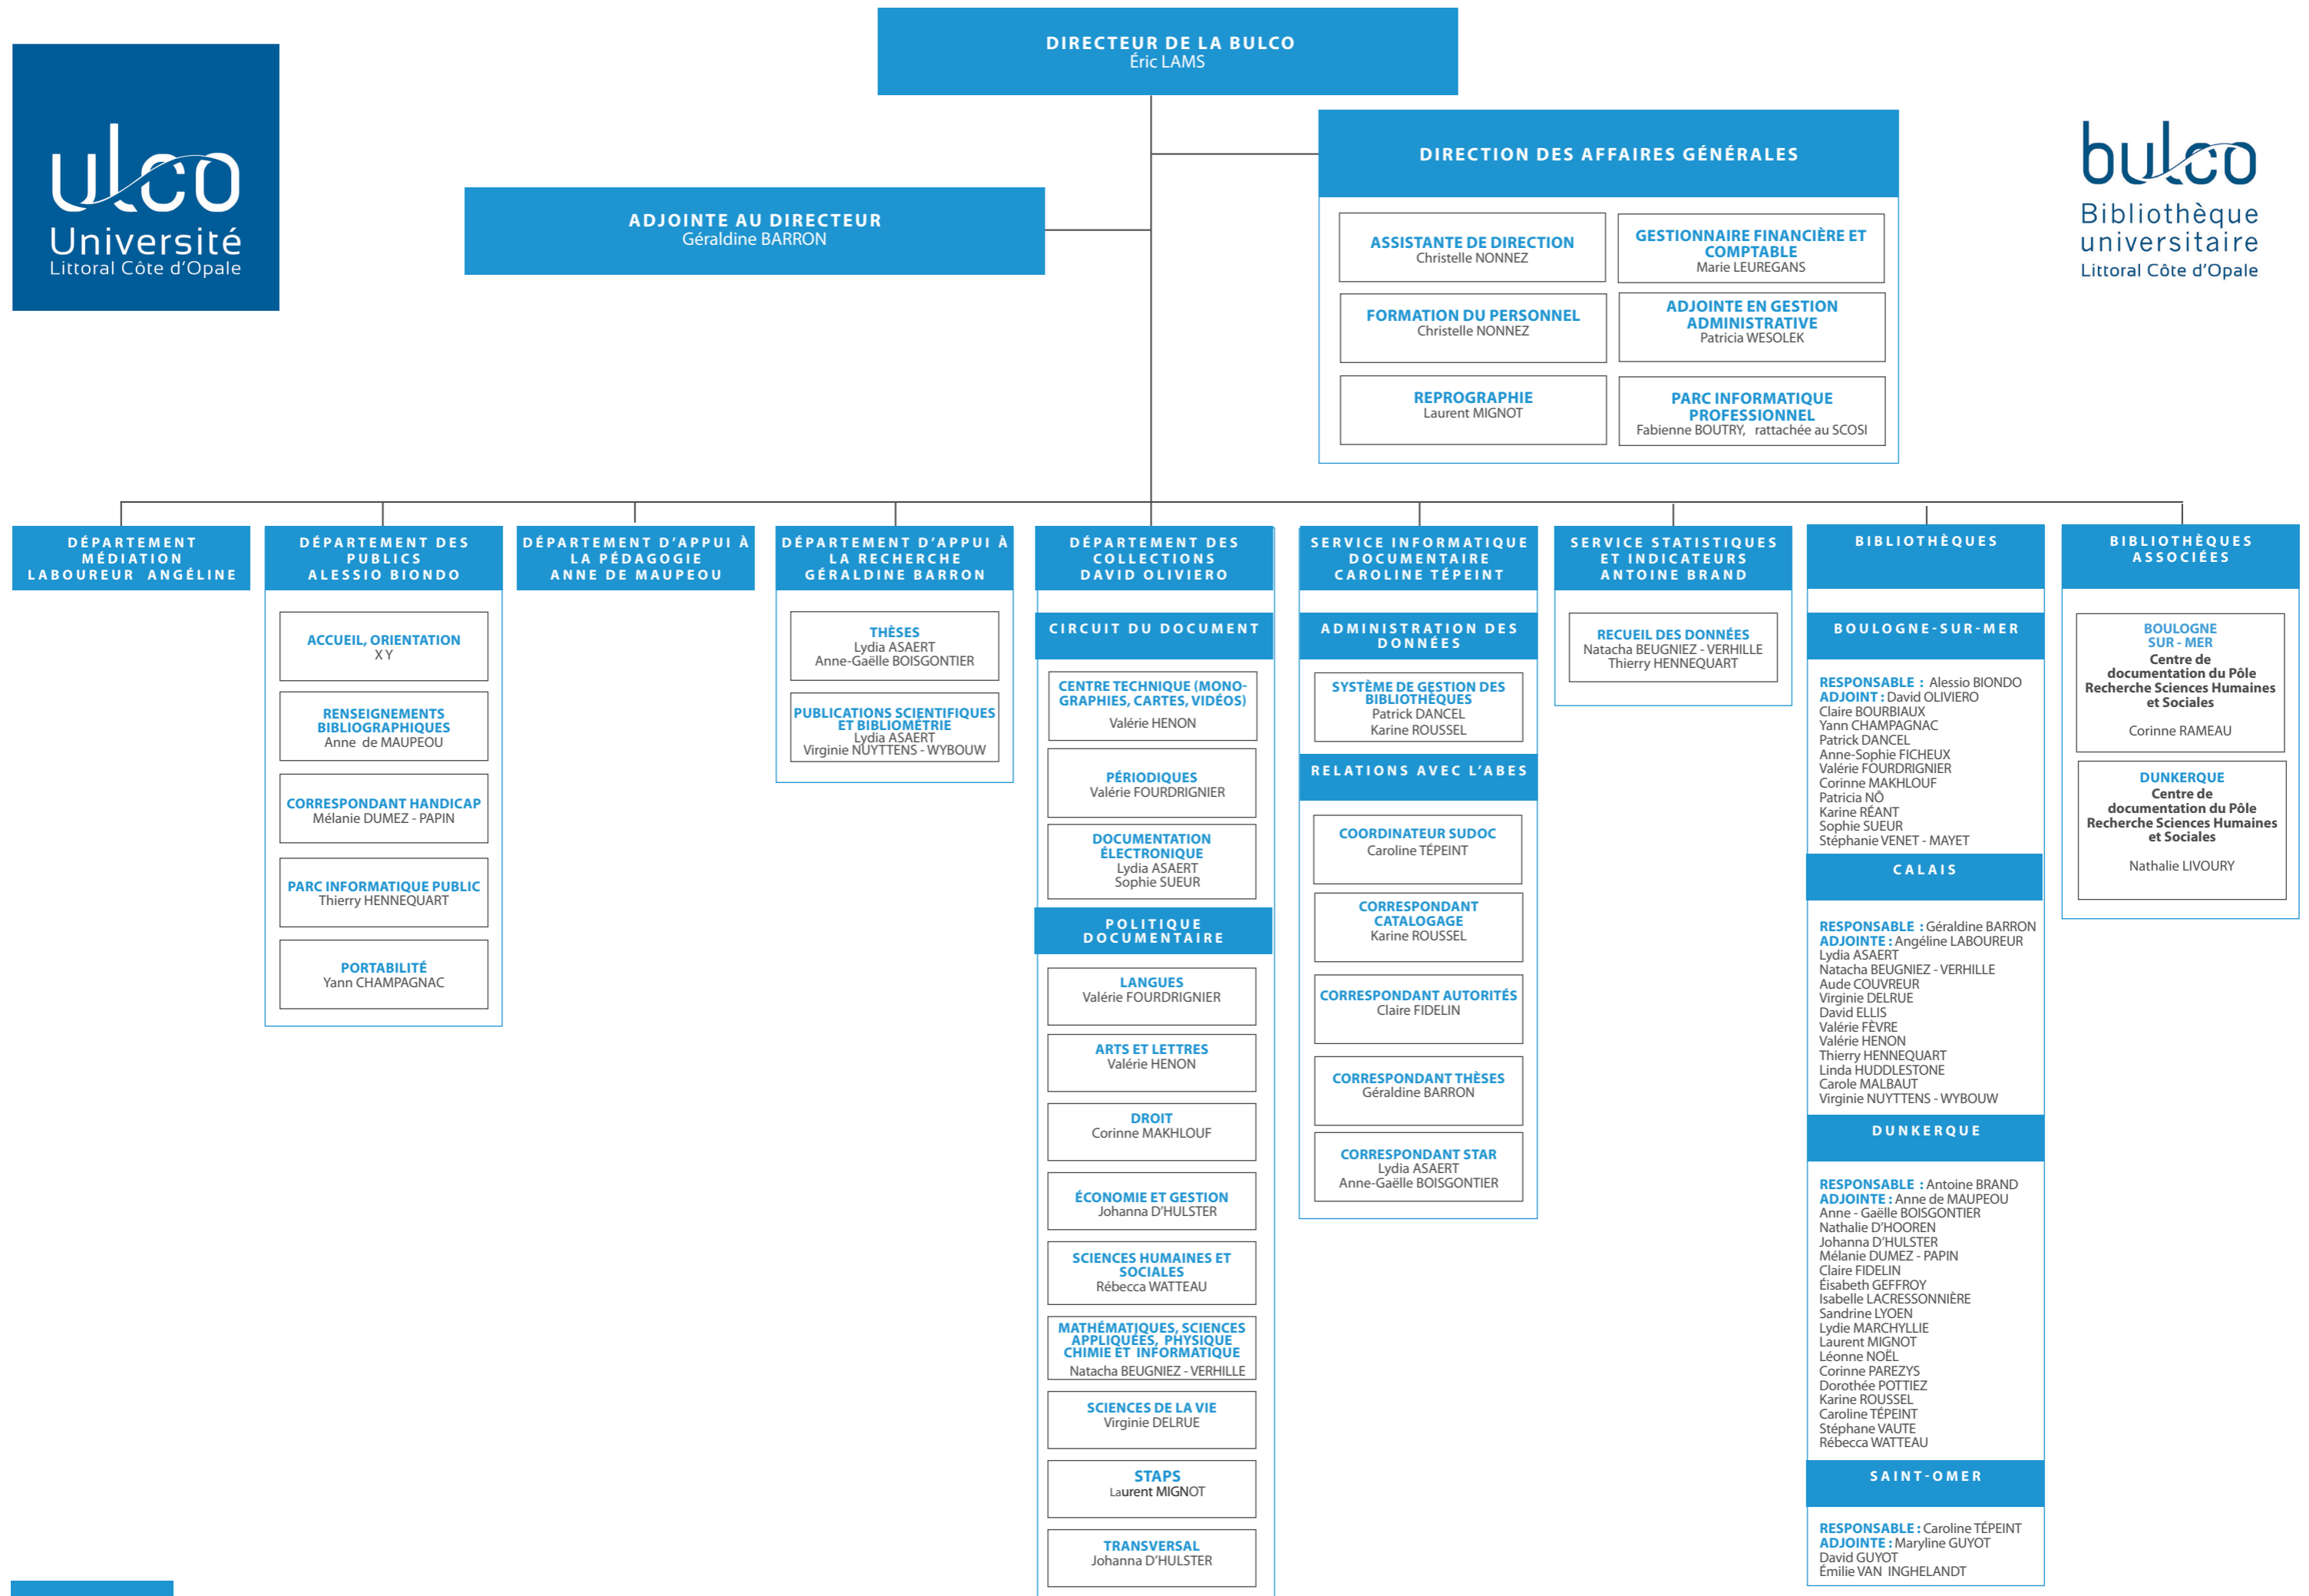 DIRECTEUR DE LA BULCO
Éric LAMS
ulco
Université
Littoral Côte d'Opale
DIRECTION DES AFFAIRES GÉNÉRALES
bulco
Bibliothèque
universitaire
Littoral Côte d'Opale
ADJOINTE AU DIRECTEUR
Géraldine BARRON
ASSISTANTE DE DIRECTION
Christelle NONNEZ
GESTIONNAIRE FINANCIÈRE ET
COMPTABLE
Marie LEUREGANS
FORMATION DU PERSONNEL
Christelle NONNEZ
ADJOINTE EN GESTION
ADMINISTRATIVE
Patricia WESOLEK
REPROGRAPHIE
Laurent MIGNOT
PARC INFORMATIQUE
PROFESSIONNEL
Fabienne BOUTRY, rattachée au SCOSI
DÉPARTEMENT
MÉDIATION
LABOUREUR ANGÉLINE
DÉPARTEMENT DES
PUBLICS
ALESSIO BIONDO
ACCUEIL, ORIENTATION
X Y
RENSEIGNEMENTS
BIBLIOGRAPHIQUES
Anne de MAUPEOU
CORRESPONDANT HANDICAP
Mélanie DUMEZ - PAPIN
PARC INFORMATIQUE PUBLIC
Thierry HENNEQUART
PORTABILITÉ
Yann CHAMPAGNAC
DÉPARTEMENT D'APPUI À
LA PÉDAGOGIE
ANNE DE MAUPEOU
DÉPARTEMENT D'APPUI À
LA RECHERCHE
GÉRALDINE BARRON
THÈSES
Lydia ASAERT
Anne-Gaëlle BOISGONTIER
PUBLICATIONS SCIENTIFIQUES
ET BIBLIOMÉTRIE
Lydia ASAERT
Virginie NUYTTENS - WYBOUW
DÉPARTEMENT DES
COLLECTIONS
DAVID OLIVIERO
CIRCUIT DU DOCUMENT
CENTRE TECHNIQUE (MONO-
GRAPHIES, CARTES, VIDÉOS)
Valérie HENON
PÉRIODIQUES
Valérie FOURDRIGNIER
DOCUMENTATION
ÉLECTRONIQUE
Lydia ASAERT
Sophie SUEUR
POLITIQUE
DOCUMENTAIRE
LANGUES
Valérie FOURDRIGNIER
ARTS ET LETTRES
Valérie HENON
DROIT
Corinne MAKHLOUF
ÉCONOMIE ET GESTION
Johanna D'HULSTER
SCIENCES HUMAINES ET
SOCIALES
Rébecca WATTEAU
MATHÉMATIQUES, SCIENCES
APPLIQUÉES, PHYSIQUE
CHIMIE ET INFORMATIQUE
Natacha BEUGNIEZ - VERHILLE
SCIENCES DE LA VIE
Virginie DELRUE
STAPS
Laurent MIGNOT
TRANSVERSAL
Johanna D'HULSTER
SERVICE INFORMATIQUE
DOCUMENTAIRE
CAROLINE TÉPEINT
ADMINISTRATION DES
DONNÉES
SYSTÈME DE GESTION DES
BIBLIOTHÈQUES
Patrick DANCEL
Karine ROUSSEL
RELATIONS AVEC L'ABES
COORDINATEUR SUDOC
Caroline TÉPEINT
CORRESPONDANT
CATALOGAGE
Karine ROUSSEL
CORRESPONDANT AUTORITÉS
Claire FIDELIN
CORRESPONDANT THÈSES
Géraldine BARRON
CORRESPONDANT STAR
Lydia ASAERT
Anne-Gaëlle BOISGONTIER
SERVICE STATISTIQUES
ET INDICATEURS
ANTOINE BRAND
RECUEIL DES DONNÉES
Natacha BEUGNIEZ - VERHILLE
Thierry HENNEQUART
BIBLIOTHÈQUES
BOULOGNE-SUR-MER
RESPONSABLE : Alessio BIONDO
ADJOINT : David OLIVIERO
Claire BOURBIAUX
Yann CHAMPAGNAC
Patrick DANCEL
Anne-Sophie FICHEUX
Valérie FOURDRIGNIER
Corinne MAKHLOUF
Patricia NÔ
Karine RÉANT
Sophie SUEUR
Stéphanie VENET - MAYET
CALAIS
RESPONSABLE : Géraldine BARRON
ADJOINTE : Angéline LABOUREUR
Lydia ASAERT
Natacha BEUGNIEZ - VERHILLE
Aude COUVREUR
Virginie DELRUE
David ELLIS
Valérie FÈVRE
Valérie HENON
Thierry HENNEQUART
Linda HUDDLESTONE
Carole MALBAUT
Virginie NUYTTENS - WYBOUW
DUNKERQUE
RESPONSABLE : Antoine BRAND
ADJOINTE : Anne de MAUPEOU
Anne - Gaëlle BOISGONTIER
Nathalie D'HOOREN
Johanna D'HULSTER
Mélanie DUMEZ - PAPIN
Claire FIDELIN
Éisabeth GEFFROY
Isabelle LACRESSONNIÈRE
Sandrine LYOEN
Lydie MARCHYLLIE
Laurent MIGNOT
Léonne NOËL
Corinne PAREZYS
Dorothée POTTIEZ
Karine ROUSSEL
Caroline TÉPEINT
Stéphane VAUTE
Rébecca WATTEAU
SAINT-OMER
RESPONSABLE : Caroline TÉPEINT
ADJOINTE : Maryline GUYOT
David GUYOT
Émilie VAN INGHELANDT
BIBLIOTHÈQUES
ASSOCIÉES
BOULOGNE
SUR - MER
Centre de
documentation du Pôle
Recherche Sciences Humaines
et Sociales
Corinne RAMEAU
DUNKERQUE
Centre de
documentation du Pôle
Recherche Sciences Humaines
et Sociales
Nathalie LIVOURY